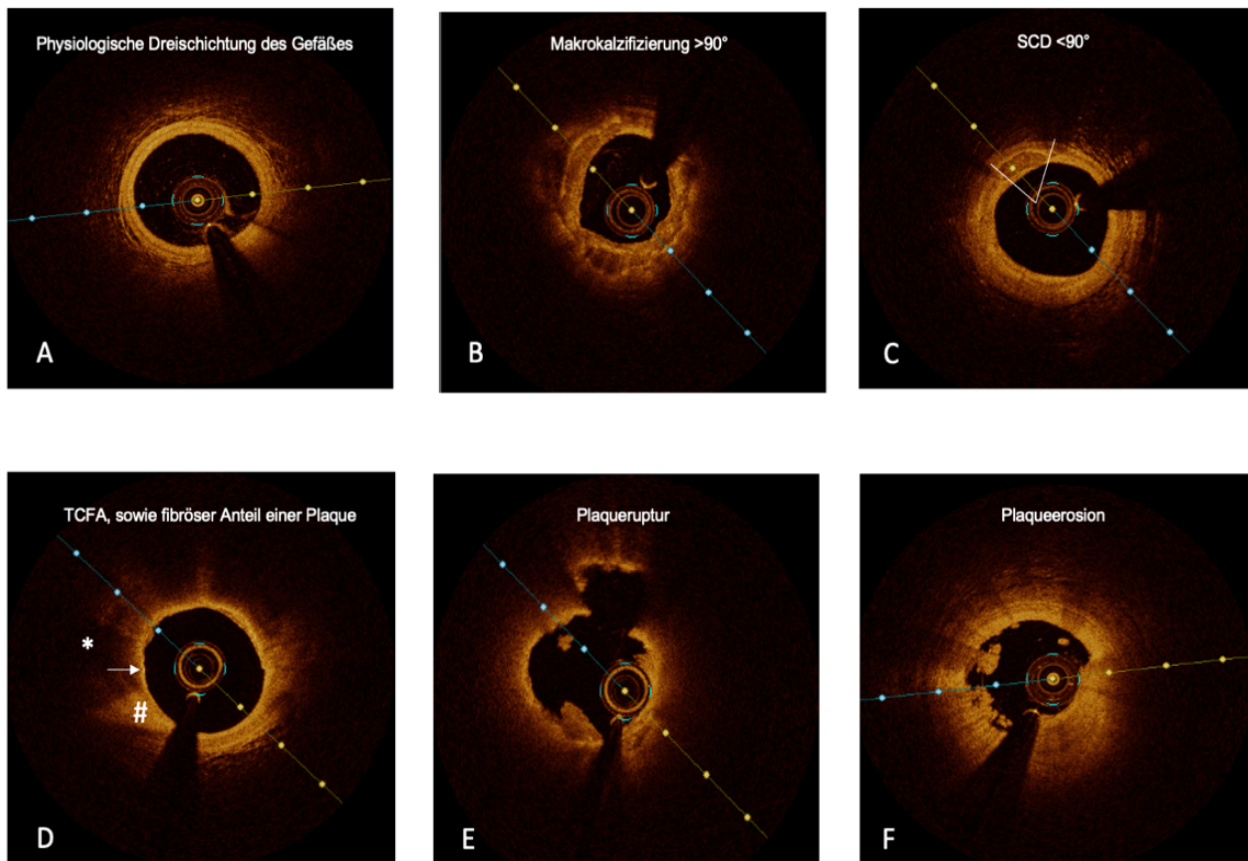 Physiologische Dreischichtung des Gefäßes
Makrokalzifizierung >90°
SCD <90°
A
B
C
TCFA, sowie fibröser Anteil einer Plaque
Plaqueruptur
Plaqueerosion
*
#
D
E
F